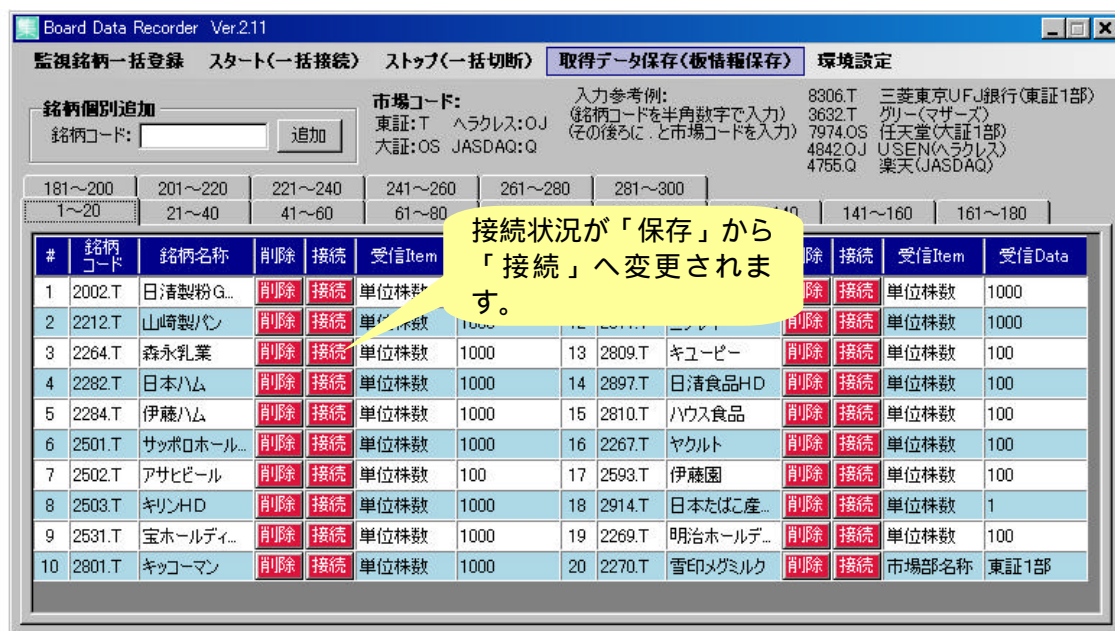 Board Data Recorder Ver.2.11
監視銘柄一括登録 スタート(一括接続) ストップ(一括切断) 取得データ保存(板情報保存) 環境設定
銘柄個別追加
銘柄コード: 追加
市場コード:
東証:T ヘラクレス:OJ
大証:OS JASDAQ:Q
入力参考例:
(銘柄コードを半角数字で入力)
(その後ろに . と市場コードを入力)
8306.T 三菱東京UFJ銀行(東証1部)
3632.T グリー(マザーズ)
7974.OS 任天堂(大証1部)
4842.OJ USEN(ヘラクレス)
4755.Q 楽天(JASDAQ)
181~200 201~220 221~240 241~260 261~280 281~300
1~20 21~40 41~60 61~80 141~160 161~180
接続状況が「保存」から
「接続」へ変更されま
す。
# 銘柄コード 銘柄名称 削除 接続 受信Item 接続 受信Item 受信Data
1 2002.T 日清製粉G... 削除 接続 単位株数 削除 接続 単位株数 1000
2 2212.T 山崎製パン 削除 接続 単位株数 1000 12 削除 接続 単位株数 1000
3 2264.T 森永乳業 削除 接続 単位株数 1000 13 2809.T キユーピー 削除 接続 単位株数 100
4 2282.T 日本ハム 削除 接続 単位株数 1000 14 2897.T 日清食品HD 削除 接続 単位株数 100
5 2284.T 伊藤ハム 削除 接続 単位株数 1000 15 2810.T ハウス食品 削除 接続 単位株数 100
6 2501.T サッポロホール... 削除 接続 単位株数 1000 16 2267.T ヤクルト 削除 接続 単位株数 100
7 2502.T アサヒビール 削除 接続 単位株数 100 17 2593.T 伊藤園 削除 接続 単位株数 100
8 2503.T キリンHD 削除 接続 単位株数 1000 18 2914.T 日本たばこ産... 削除 接続 単位株数 1
9 2531.T 宝ホールディ... 削除 接続 単位株数 1000 19 2269.T 明治ホールデ... 削除 接続 単位株数 100
10 2801.T キッコーマン 削除 接続 単位株数 1000 20 2270.T 雪印メグミルク 削除 接続 市場部名称 東証1部